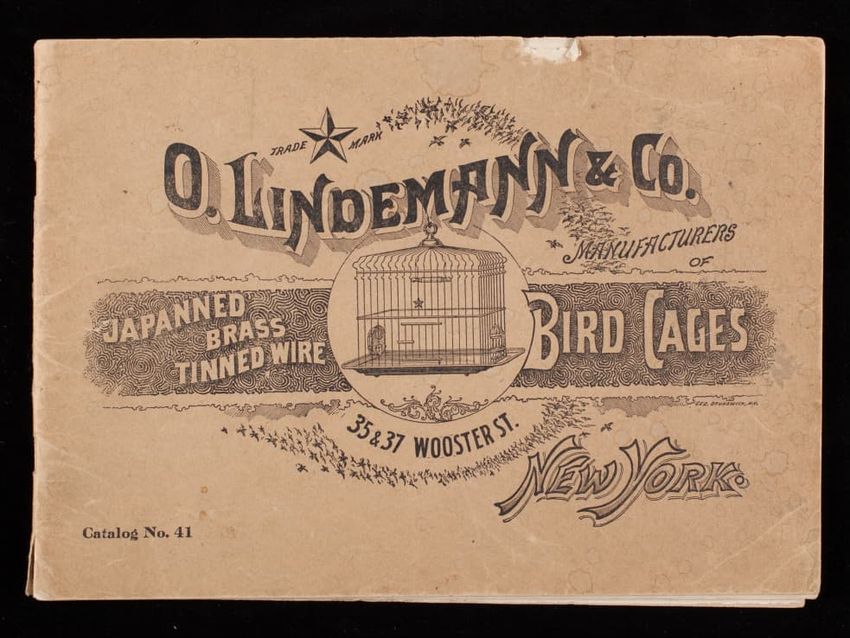 TRADE MARK
O. LINDEMANN & CO.
MANUFACTURERS
OF
JAPANNED
BRASS
TINNED WIRE
BIRD CAGES
35 & 37 WOOSTER ST.
NEW YORK.
Catalog No. 41